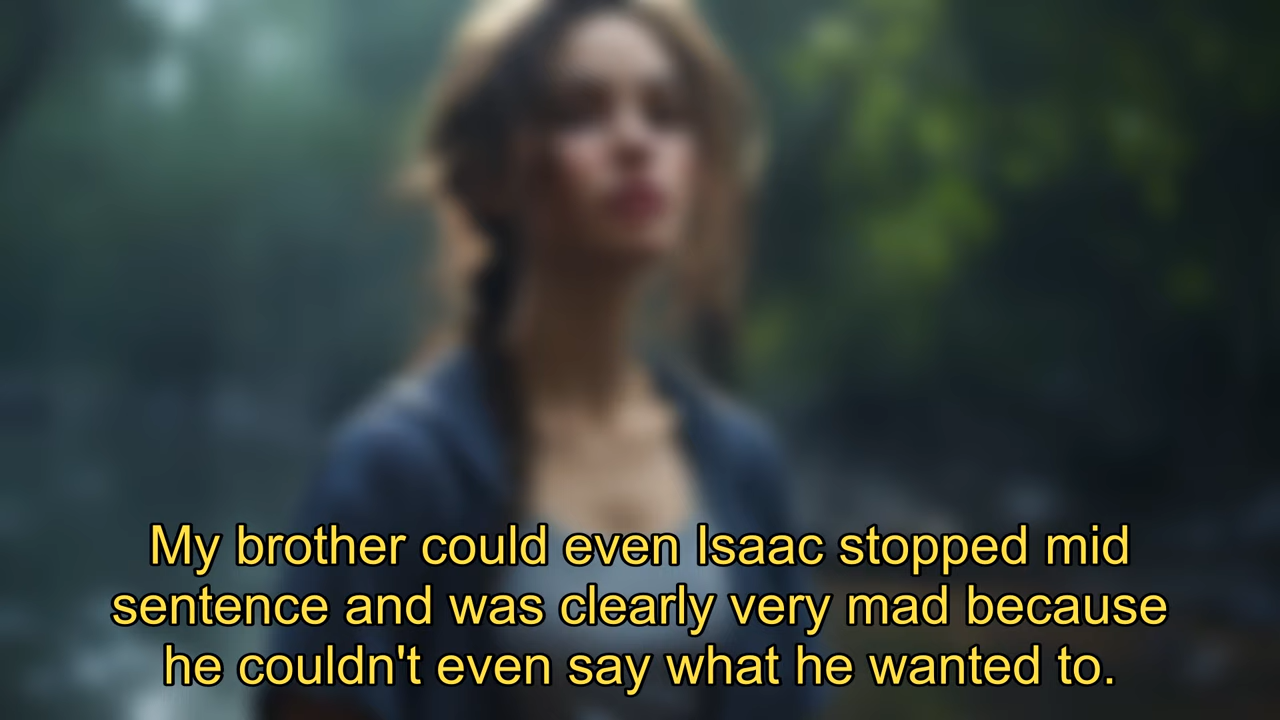 My brother could even Isaac stopped mid
sentence and was clearly very mad because
he couldn't even say what he wanted to.